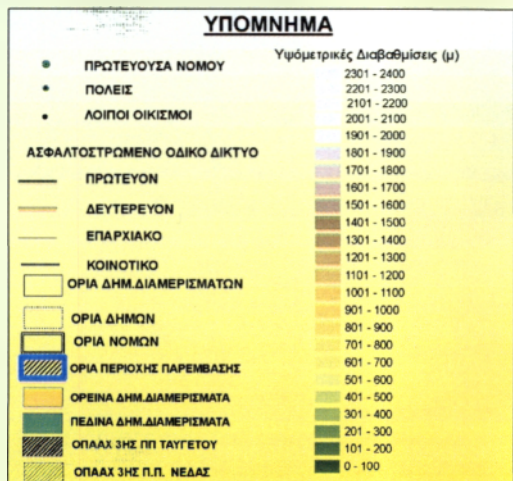 ΥΠΟΜΝΗΜΑ
ΠΡΩΤΕΥΟΥΣΑ ΝΟΜΟΥ
ΠΟΛΕΙΣ
ΛΟΙΠΟΙ ΟΙΚΙΣΜΟΙ
ΑΣΦΑΛΤΟΣΤΡΩΜΕΝΟ ΟΔΙΚΟ ΔΙΚΤΥΟ
ΠΡΩΤΕΥΟΝ
ΔΕΥΤΕΡΕΥΟΝ
ΕΠΑΡΧΙΑΚΟ
ΚΟΙΝΟΤΙΚΟ
ΟΡΙΑ ΔΗΜ.ΔΙΑΜΕΡΙΣΜΑΤΩΝ
ΟΡΙΑ ΔΗΜΩΝ
ΟΡΙΑ ΝΟΜΩΝ
ΟΡΙΑ ΠΕΡΙΟΧΗΣ ΠΑΡΕΜΒΑΣΗΣ
ΟΡΕΙΝΑ ΔΗΜ.ΔΙΑΜΕΡΙΣΜΑΤΑ
ΠΕΔΙΝΑ ΔΗΜ.ΔΙΑΜΕΡΙΣΜΑΤΑ
ΟΠΑΑΧ 3ΗΣ ΠΠ ΤΑΥΓΕΤΟΥ
ΟΠΑΑΧ 3ΗΣ Π.Π. ΝΕΔΑΣ
Υψόμετρικές Διαβαθμίσεις (μ)
2301 - 2400
2201 - 2300
2101 - 2200
2001 - 2100
1901 - 2000
1801 - 1900
1701 - 1800
1601 - 1700
1501 - 1600
1401 - 1500
1301 - 1400
1201 - 1300
1101 - 1200
1001 - 1100
901 - 1000
801 - 900
701 - 800
601 - 700
501 - 600
401 - 500
301 - 400
201 - 300
101 - 200
0 - 100